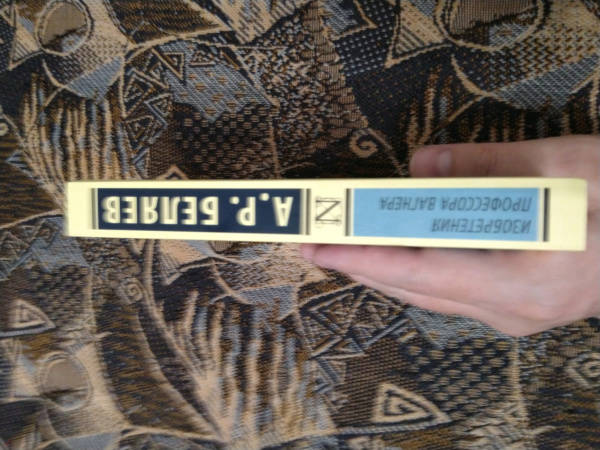 А.Р. БЕЛЯЕВ
N
ИЗОБРЕТЕНИЯ
ПРОФЕССОРА ВАГНЕРА